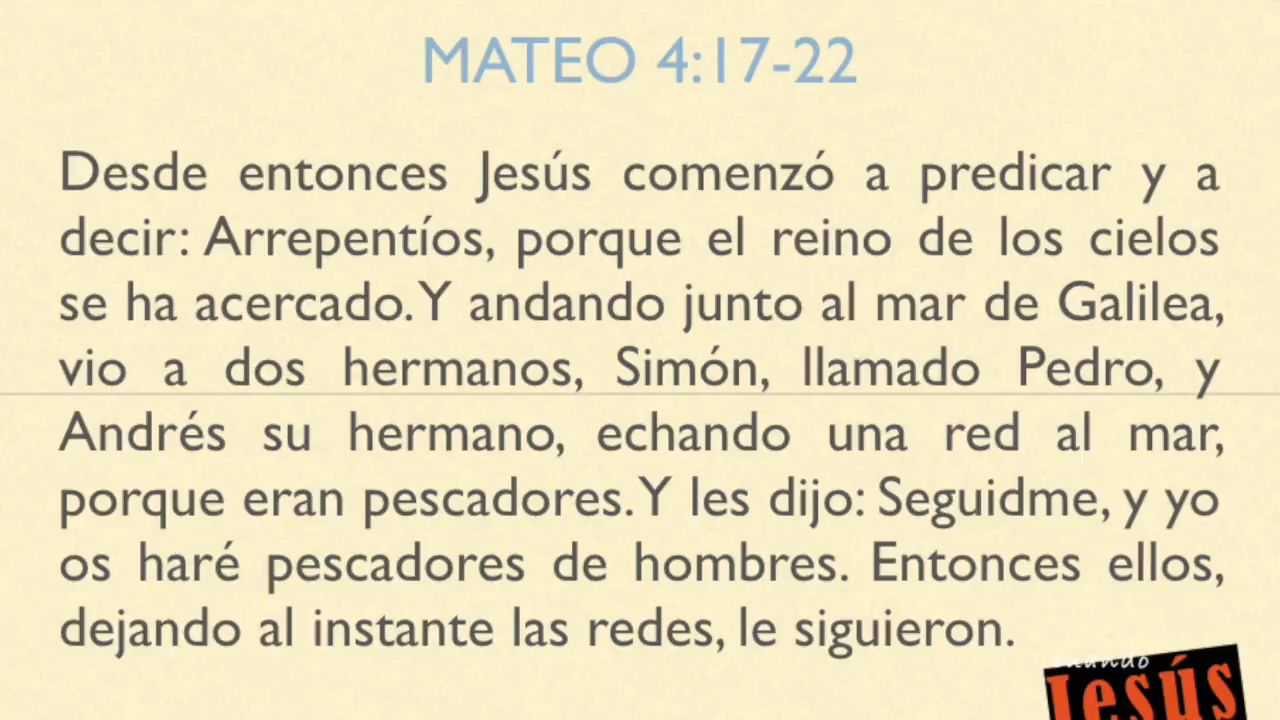 MATEO 4:17-22
Desde entonces Jesús comenzó a predicar y a
decir: Arrepentíos, porque el reino de los cielos
se ha acercado. Y andando junto al mar de Galilea,
vio a dos hermanos, Simón, llamado Pedro, y
Andrés su hermano, echando una red al mar,
porque eran pescadores. Y les dijo: Seguidme, y yo
os haré pescadores de hombres. Entonces ellos,
dejando al instante las redes, le siguieron.
Jesús